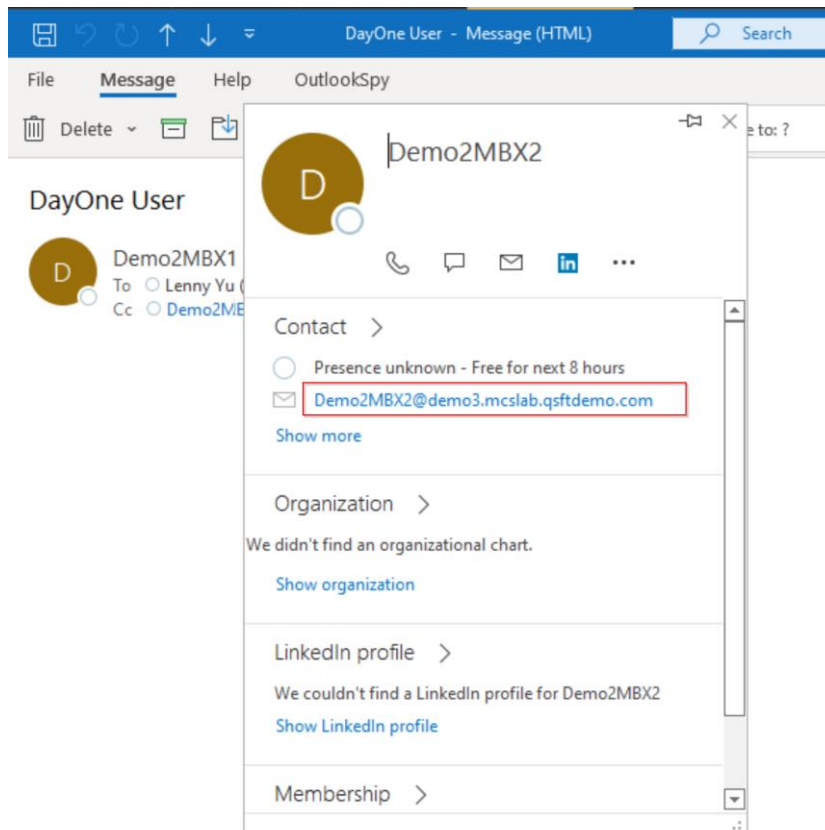 DayOne User - Message (HTML)
Search
File Message Help OutlookSpy
Delete
e to: ?
D
Demo2MBX2
DayOne User
D
Demo2MBX1
To Lenny Yu (
Cc Demo2MB
in
Contact >
Presence unknown - Free for next 8 hours
Demo2MBX2@demo3.mcslab.qsftdemo.com
Show more
Organization >
We didn't find an organizational chart.
Show organization
LinkedIn profile >
We couldn't find a LinkedIn profile for Demo2MBX2
Show LinkedIn profile
Membership >